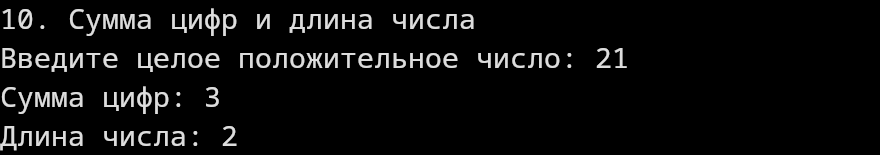 10. Сумма цифр и длина числа
Введите целое положительное число: 21
Сумма цифр: 3
Длина числа: 2